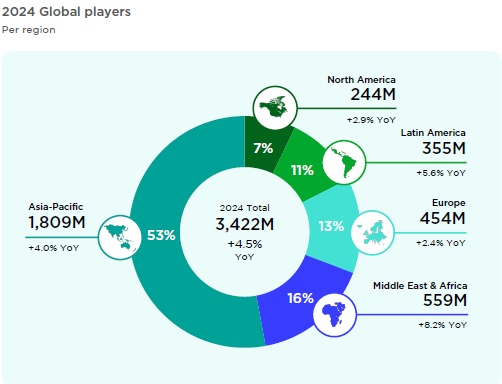 2024 Global players
Per region
North America
244M
+2.9% YoY
7%
Latin America
355M
+5.6% YoY
11%
Europe
454M
+2.4% YoY
13%
Middle East & Africa
559M
+8.2% YoY
16%
Asia-Pacific
1,809M
+4.0% YoY
53%
2024 Total
3,422M
+4.5%
YoY